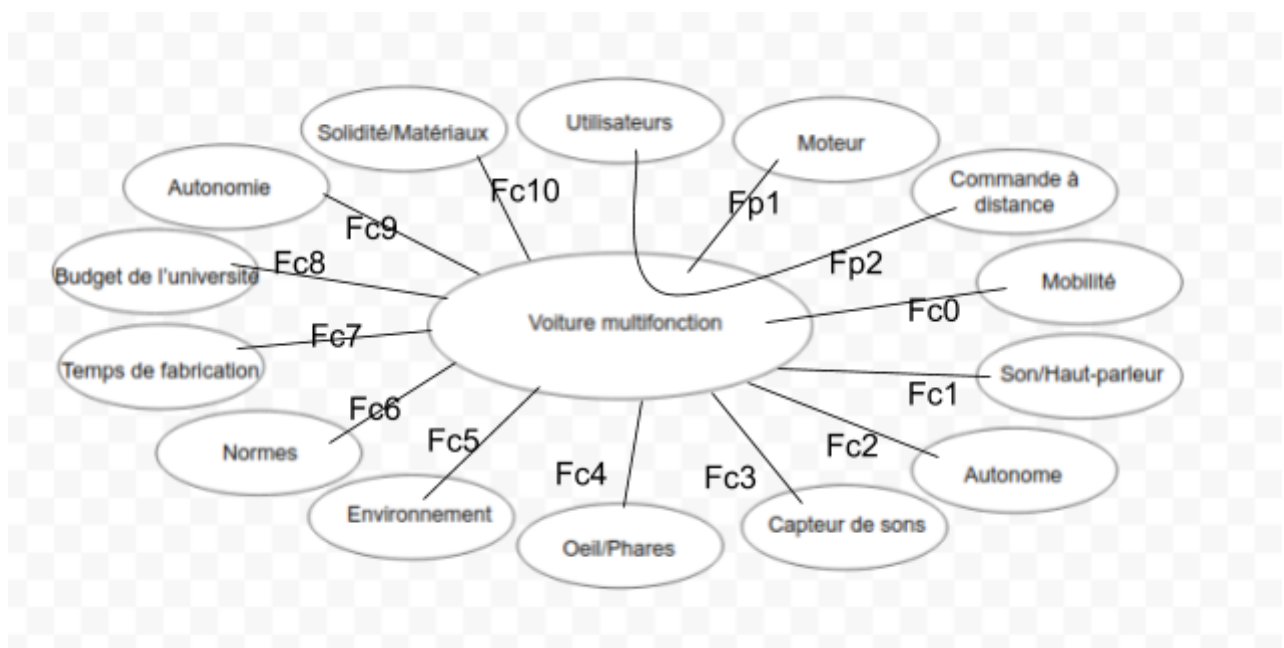 Utilisateurs
Solidité/Matériaux
Moteur
Commande à
distance
Autonomie
Fc10
Fp1
Fc9
Fp2
Budget de l'université
Fc8
Mobilité
Fc0
Voiture multifonction
Fc7
Temps de fabrication
Son/Haut-parleur
Fc1
Fc6
Fc5
Fc2
Normes
Fc4
Fc3
Autonome
Environnement
Capteur de sons
Oeil/Phares